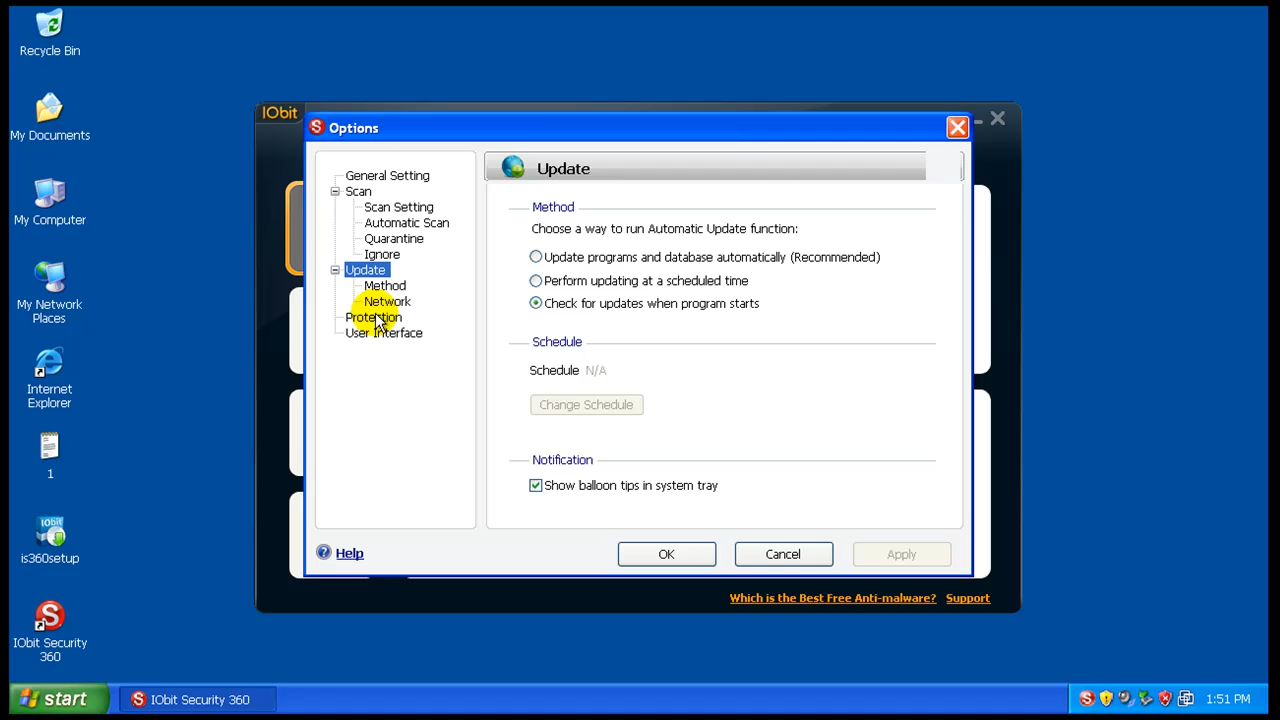 Recycle Bin
My Documents
My Computer
My Network
Places
Internet
Explorer
1
IObit
is360setup
IObit Security
360
IObit
Options
General Setting
Scan
Scan Setting
Automatic Scan
Quarantine
Ignore
Update
Method
Network
Protection
User Interface
Update
Method
Choose a way to run Automatic Update function:
Update programs and database automatically (Recommended)
Perform updating at a scheduled time
Check for updates when program starts
Schedule
Schedule N/A
Change Schedule
Notification
Show balloon tips in system tray
Help
OK
Cancel
Apply
Which is the Best Free Anti-malware?
Support
start
IObit Security 360
1:51 PM